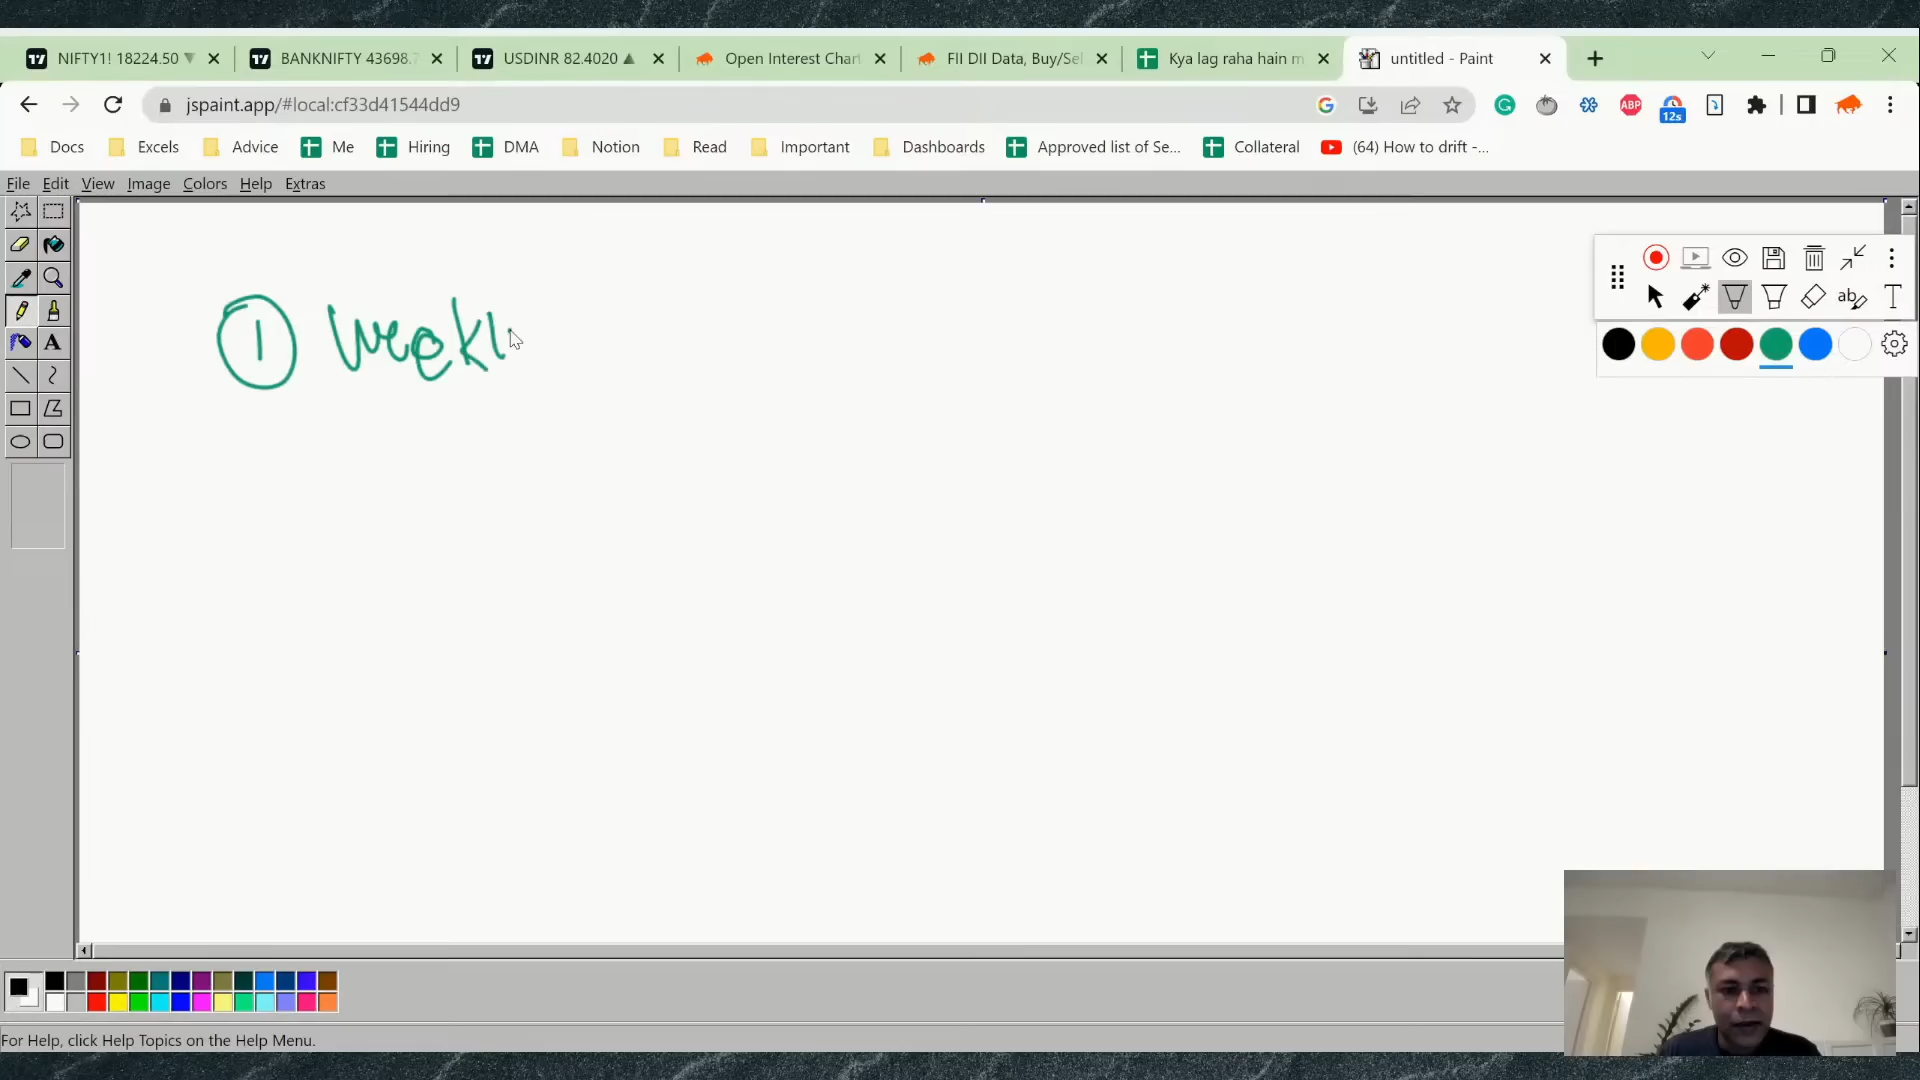 NIFTY1! 18224.50 ▼ BANKNIFTY 43698. USDINR 82.4020 ▲ Open Interest Chart FII DII Data, Buy/Sel Kya lag raha hain m untitled - Paint
jspaint.app/#local:cf33d41544dd9 ABP 12s
Docs Excels Advice Me Hiring DMA Notion Read Important Dashboards Approved list of Se... Collateral (64) How to drift -...
File Edit View Image Colors Help Extras
① Weekl
For Help, click Help Topics on the Help Menu.